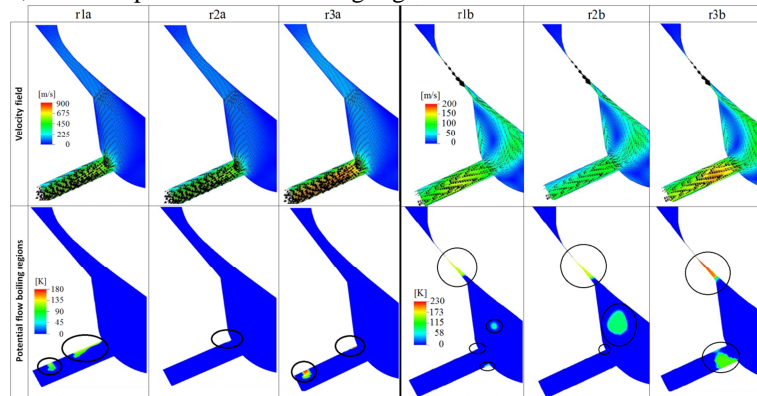 r1a r2a r3a r1b r2b r3b
Velocity field
[m/s]
900
675
450
225
0
[m/s]
200
150
100
50
0
Potential flow boiling regions
[K]
180
135
90
45
0
[K]
230
173
115
58
0